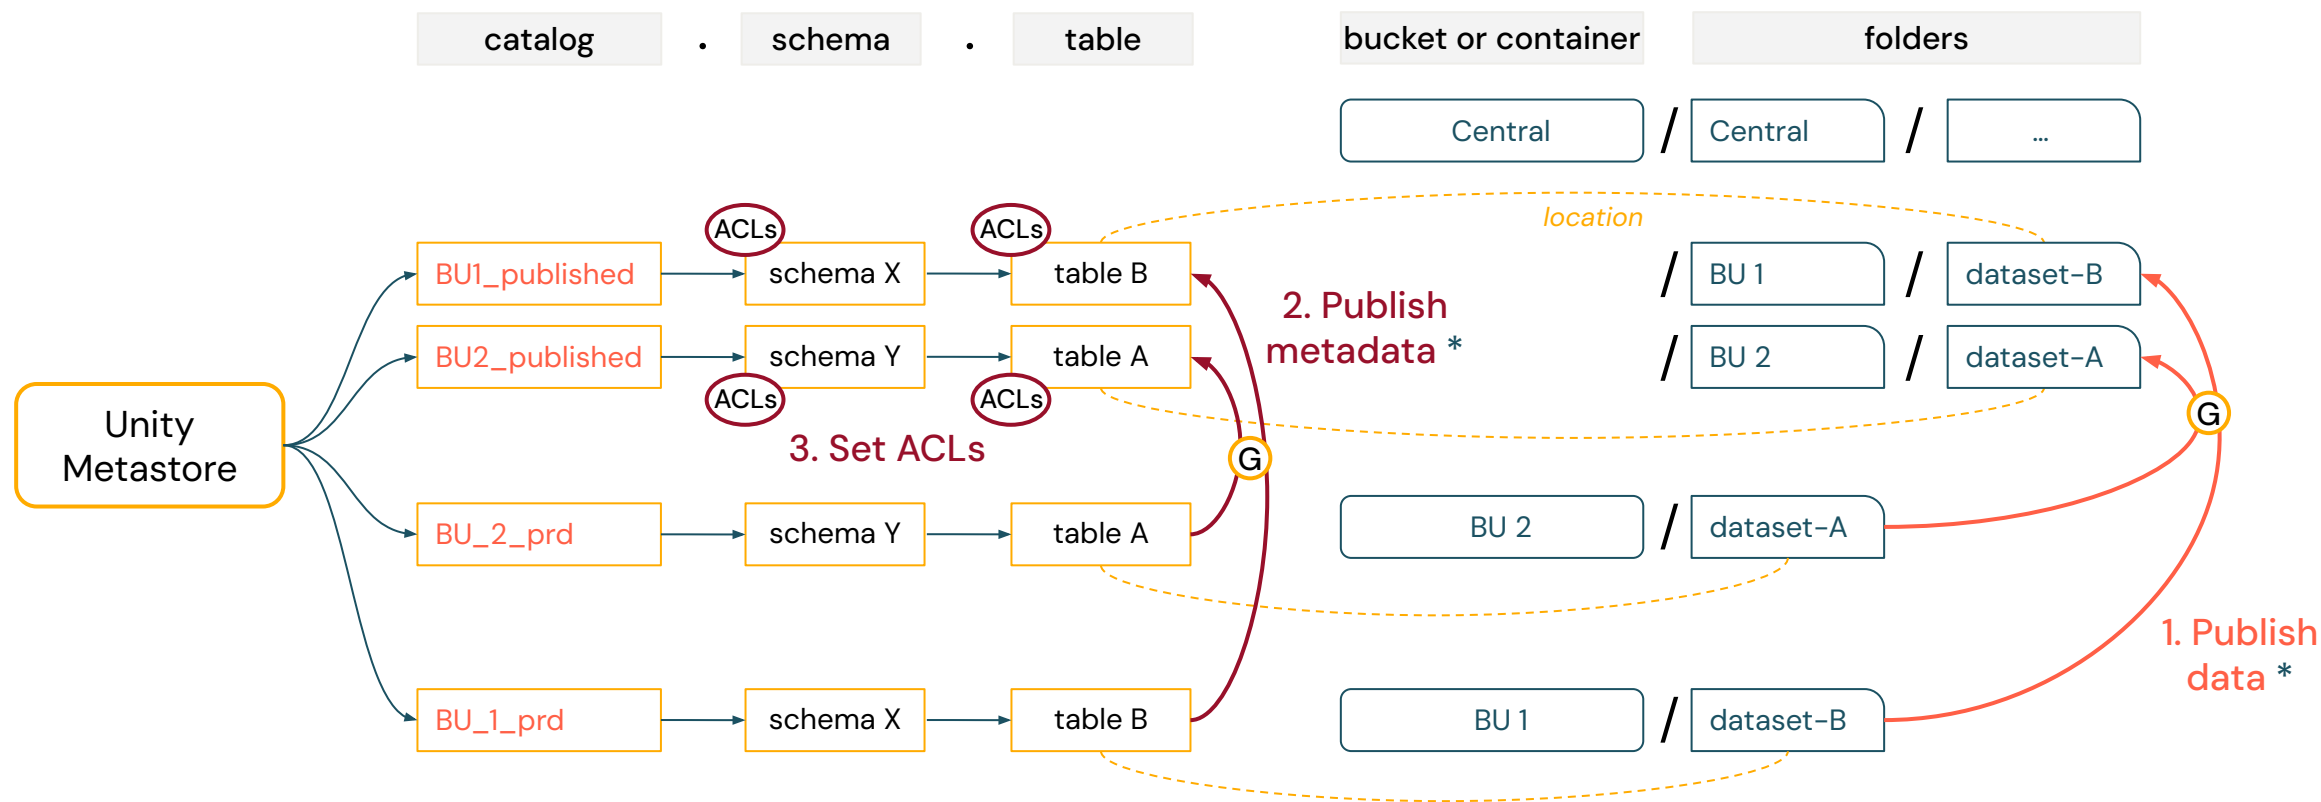 catalog . schema . table bucket or container folders
Central / Central / ...
location
ACLs ACLs
BU1_published schema X table B / BU 1 / dataset-B
2. Publish
metadata *
BU2_published schema Y table A / BU 2 / dataset-A
ACLs ACLs
G
Unity
Metastore
3. Set ACLs
G
BU_2_prd schema Y table A BU 2 / dataset-A
1. Publish
data *
BU_1_prd schema X table B BU 1 / dataset-B